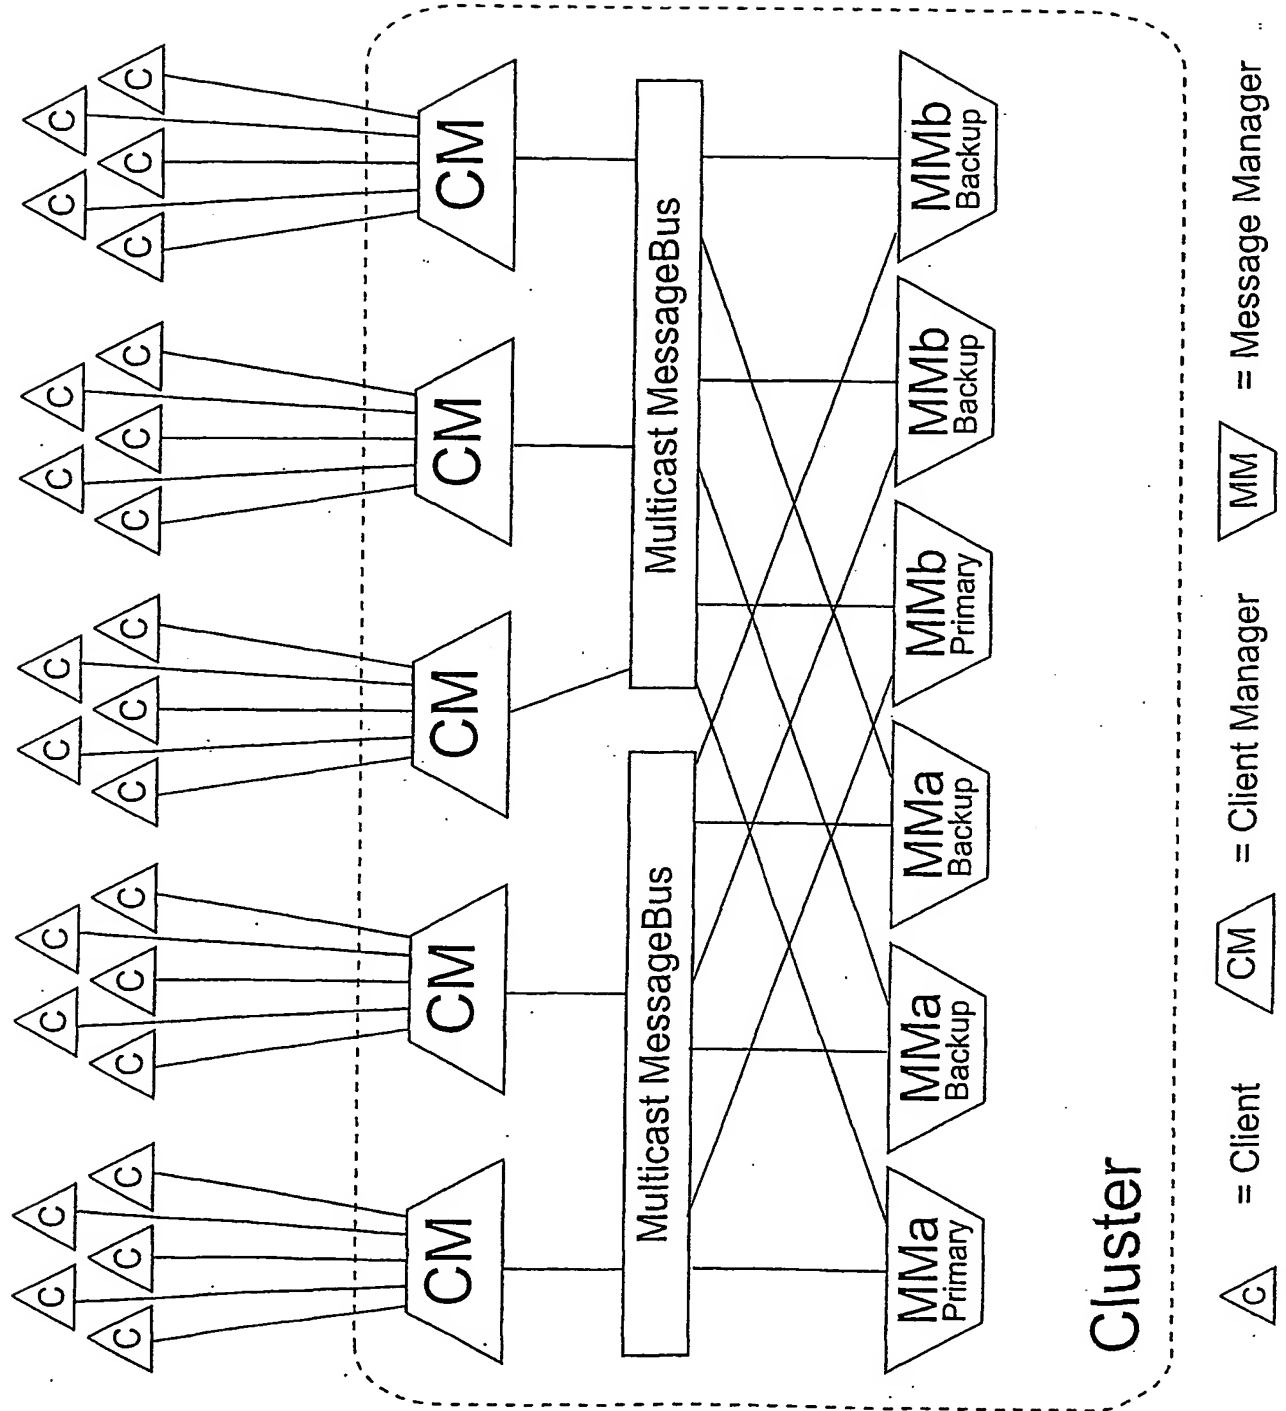 C C C C C
C C C C C
C C C C C
C C C C C
C C C C C
CM CM CM CM CM
Multicast MessageBus Multicast MessageBus
MMa MMa MMa MMb MMb MMb
Primary Backup Backup Primary Backup Backup
Cluster
C = Client CM = Client Manager MM = Message Manager